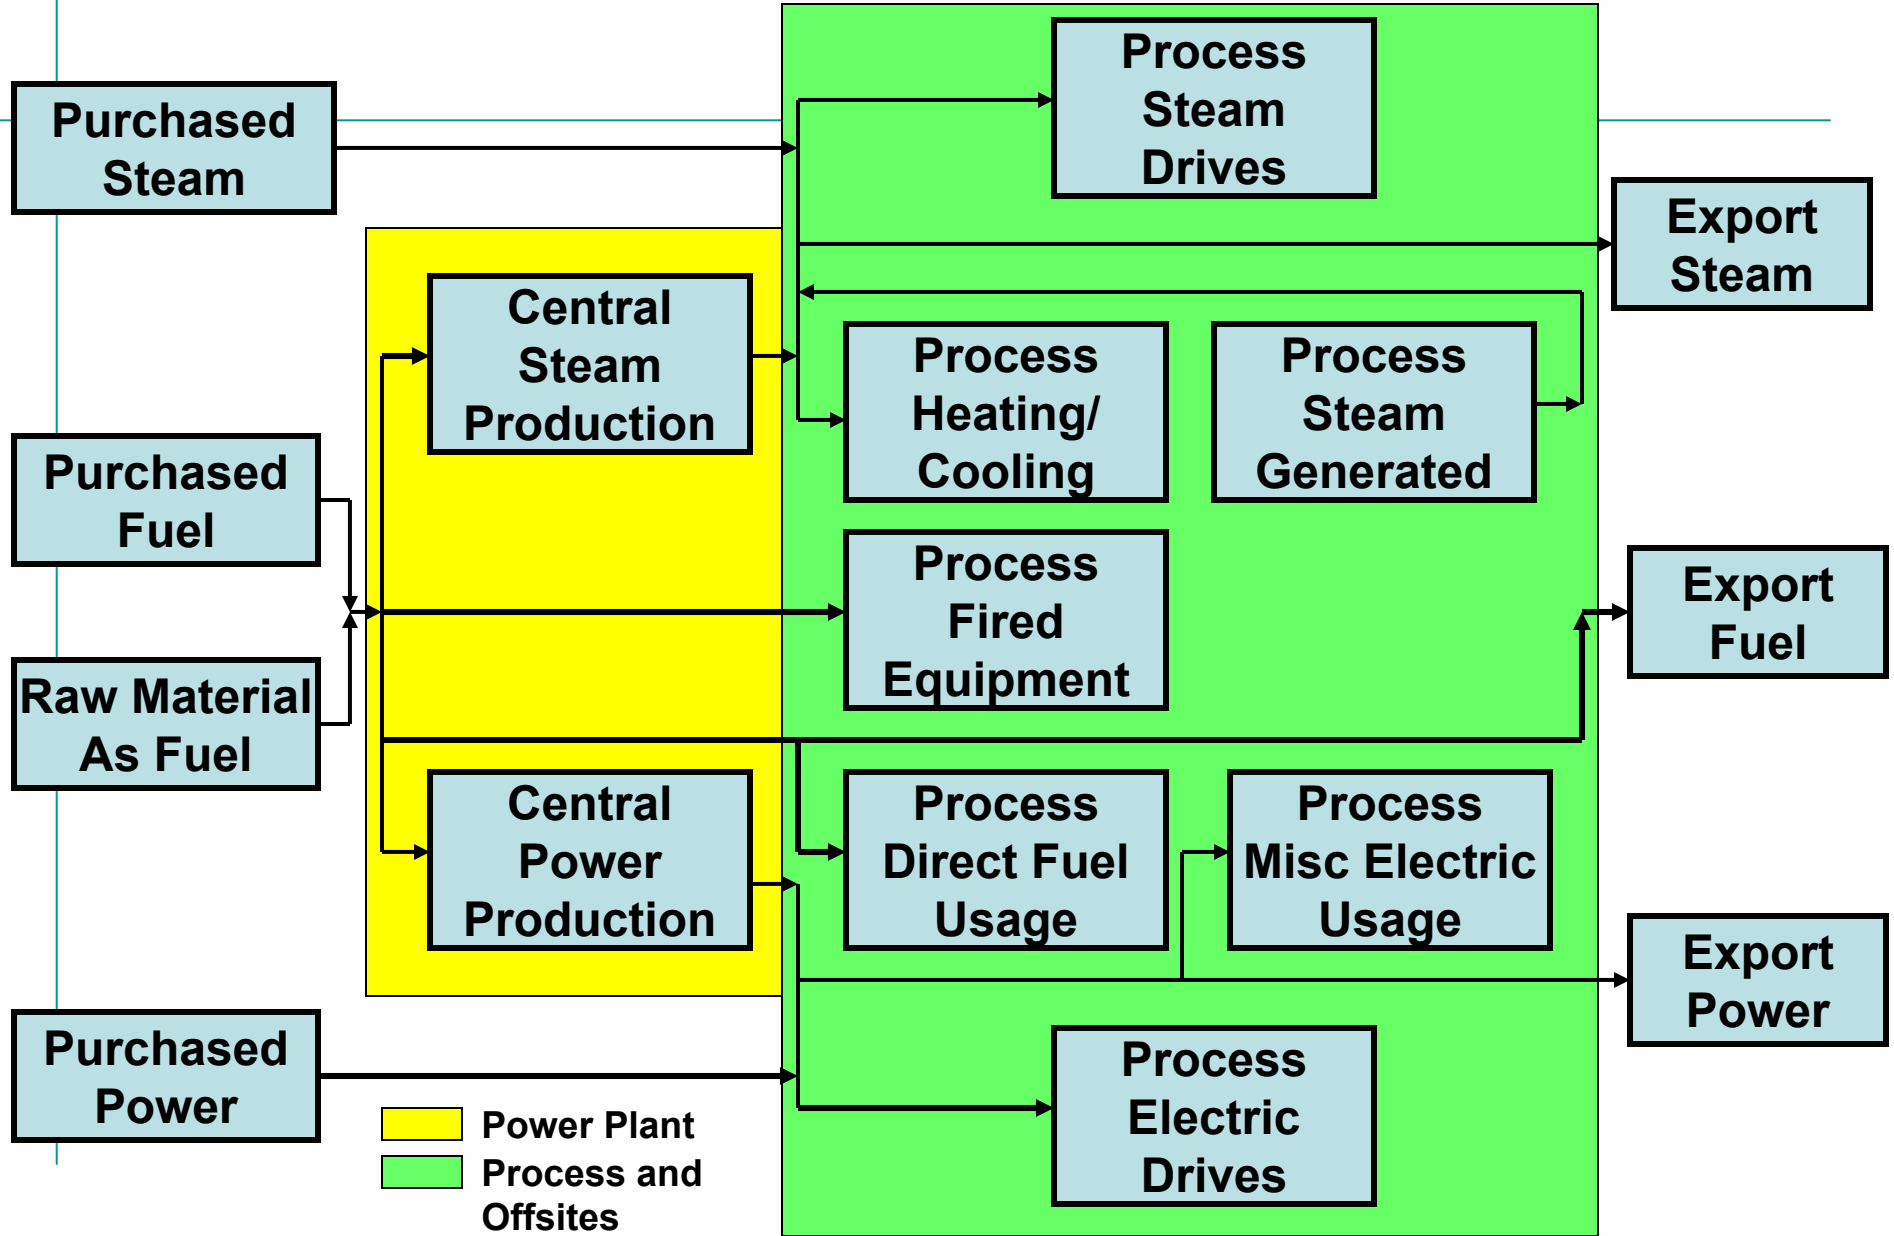 Purchased
Steam
Purchased
Fuel
Raw Material
As Fuel
Purchased
Power
Central
Steam
Production
Central
Power
Production
Process
Steam
Drives
Process
Heating/
Cooling
Process
Steam
Generated
Process
Fired
Equipment
Process
Direct Fuel
Usage
Process
Misc Electric
Usage
Process
Electric
Drives
Export
Steam
Export
Fuel
Export
Power
Power Plant
Process and
Offsites